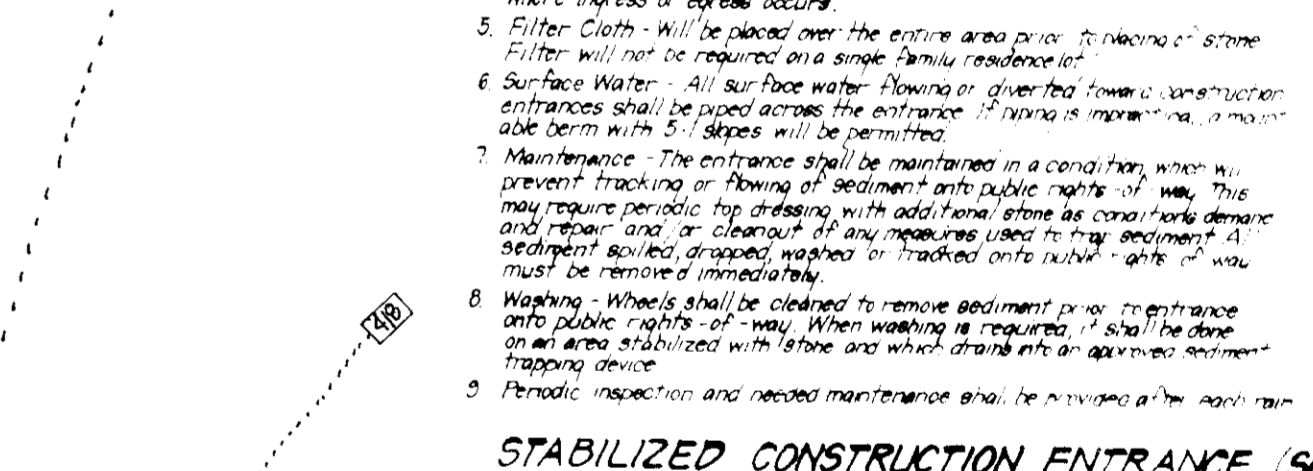 where ingress or egress occurs.
5. Filter Cloth - Will be placed over the entire area prior to placing of stone
Filter will not be required on a single family residence lot
6. Surface Water - All surface water flowing or diverted toward construction
entrances shall be piped across the entrance. If piping is
able berm with 5:1 slopes will be permitted.
7. Maintenance - The entrance shall be maintained in a condition which
prevent tracking or flowing of sediment onto public rights-of-way This
may require periodic top dressing with additional stone as conditions demand
and repair and/or cleanout of any measures used to trap sediment
sediment spilled, dropped, washed or tracked onto public rights of way
must be removed immediately.
8. Washing - Wheels shall be cleaned to remove sediment prior to entrance
onto public rights-of-way. When washing is required, it shall be done
on an area stabilized with stone and which drains into an approved sediment
trapping device
9 Periodic inspection and needed maintenance shall be provided after each rain
STABILIZED CONSTRUCTION ENTRANCE (S